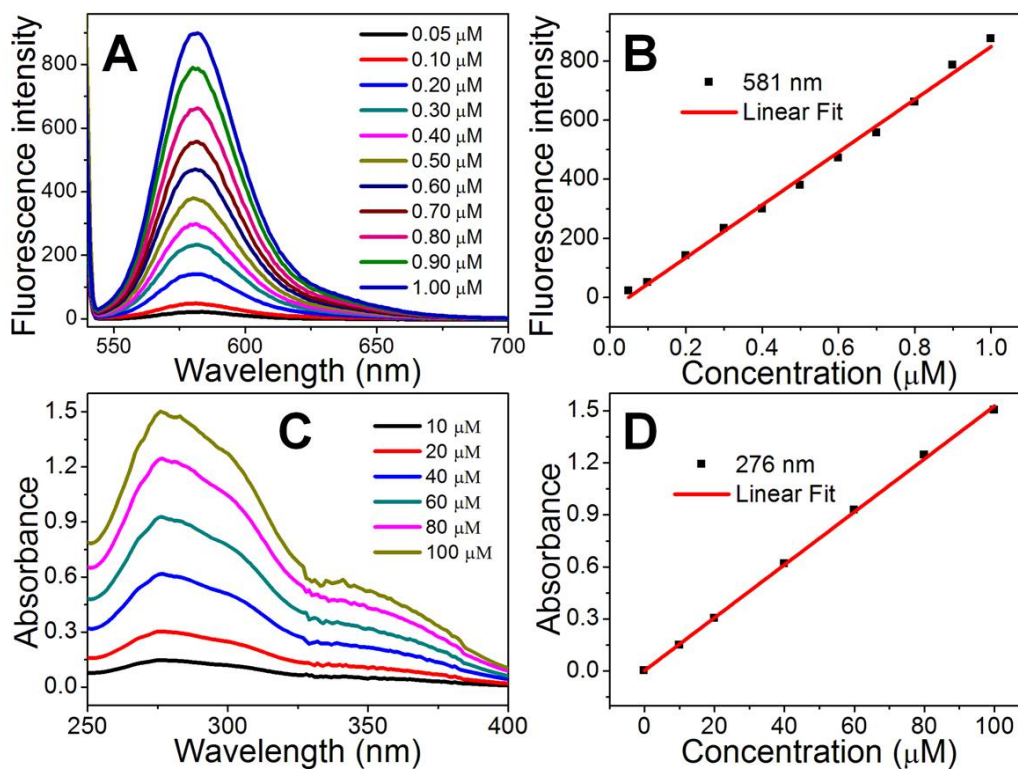 A
Fluorescence intensity
800
600
400
200
0
550
600
650
700
Wavelength (nm)
0.05 μM
0.10 μM
0.20 μM
0.30 μM
0.40 μM
0.50 μM
0.60 μM
0.70 μM
0.80 μM
0.90 μM
1.00 μM
B
Fluorescence intensity
800
600
400
200
0
0.0
0.2
0.4
0.6
0.8
1.0
Concentration (μM)
581 nm
Linear Fit
C
Absorbance
1.5
1.2
0.9
0.6
0.3
0.0
250
300
350
400
Wavelength (nm)
10 μM
20 μM
40 μM
60 μM
80 μM
100 μM
D
Absorbance
1.5
1.2
0.9
0.6
0.3
0.0
0
20
40
60
80
100
Concentration (μM)
276 nm
Linear Fit